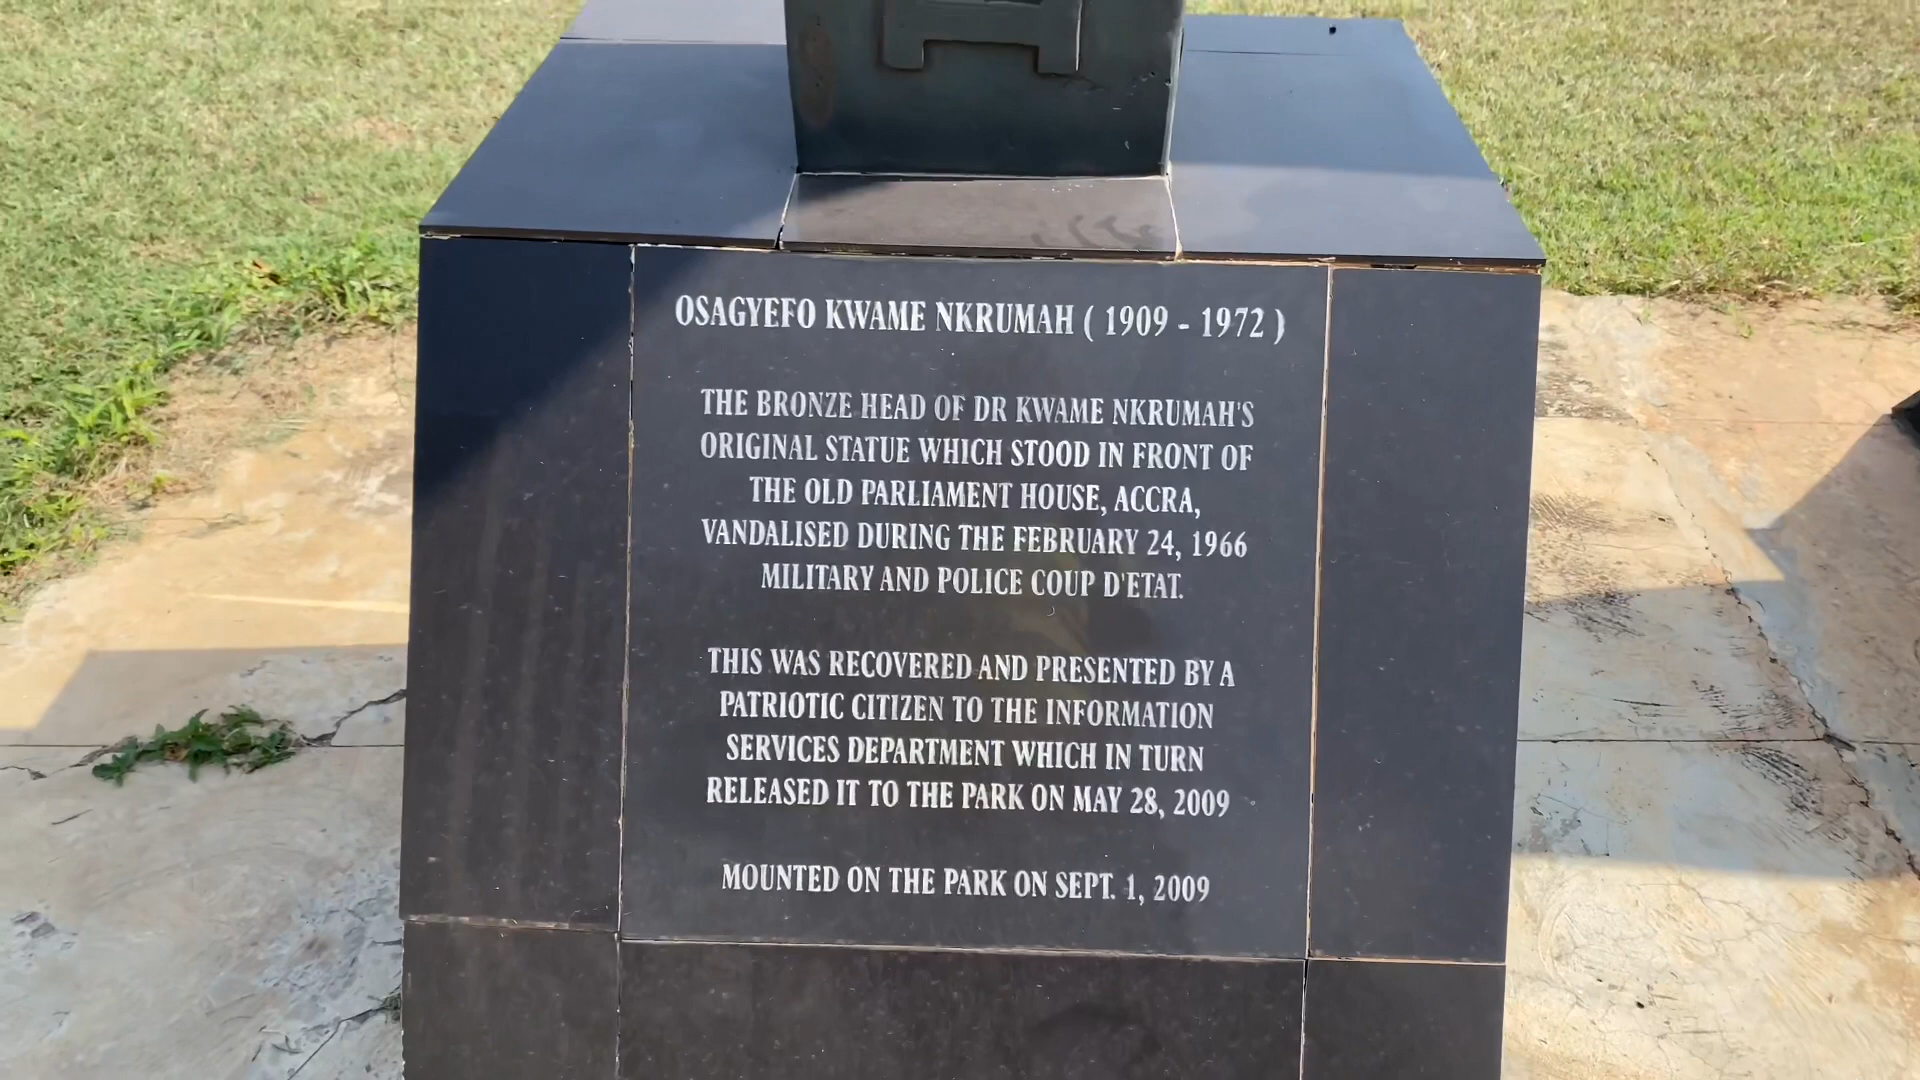 OSAGYEFO KWAME NKRUMAH ( 1909 - 1972 )
THE BRONZE HEAD OF DR KWAME NKRUMAH'S
ORIGINAL STATUE WHICH STOOD IN FRONT OF
THE OLD PARLIAMENT HOUSE, ACCRA,
VANDALISED DURING THE FEBRUARY 24, 1966
MILITARY AND POLICE COUP D'ETAT.
THIS WAS RECOVERED AND PRESENTED BY A
PATRIOTIC CITIZEN TO THE INFORMATION
SERVICES DEPARTMENT WHICH IN TURN
RELEASED IT TO THE PARK ON MAY 28, 2009
MOUNTED ON THE PARK ON SEPT. 1, 2009